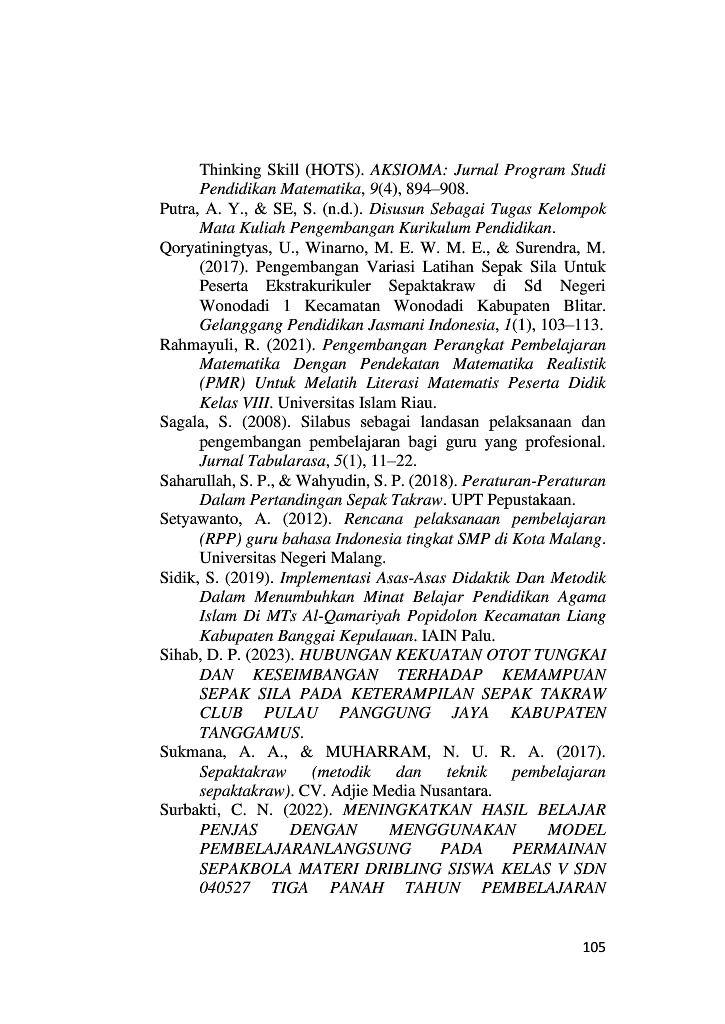 Thinking Skill (HOTS). AKSIOMA: Jurnal Program Studi
Pendidikan Matematika, 9(4), 894–908.
Putra, A. Y., & SE, S. (n.d.). Disusun Sebagai Tugas Kelompok
Mata Kuliah Pengembangan Kurikulum Pendidikan.
Qoryatiningtyas, U., Winarno, M. E. W. M. E., & Surendra, M.
(2017). Pengembangan Variasi Latihan Sepak Sila Untuk
Peserta Ekstrakurikuler Sepaktakraw di Sd Negeri
Wonodadi 1 Kecamatan Wonodadi Kabupaten Blitar.
Gelanggang Pendidikan Jasmani Indonesia, 1(1), 103–113.
Rahmayuli, R. (2021). Pengembangan Perangkat Pembelajaran
Matematika Dengan Pendekatan Matematika Realistik
(PMR) Untuk Melatih Literasi Matematis Peserta Didik
Kelas VIII. Universitas Islam Riau.
Sagala, S. (2008). Silabus sebagai landasan pelaksanaan dan
pengembangan pembelajaran bagi guru yang profesional.
Jurnal Tabularasa, 5(1), 11–22.
Saharullah, S. P., & Wahyudin, S. P. (2018). Peraturan-Peraturan
Dalam Pertandingan Sepak Takraw. UPT Pepustakaan.
Setyawanto, A. (2012). Rencana pelaksanaan pembelajaran
(RPP) guru bahasa Indonesia tingkat SMP di Kota Malang.
Universitas Negeri Malang.
Sidik, S. (2019). Implementasi Asas-Asas Didaktik Dan Metodik
Dalam Menumbuhkan Minat Belajar Pendidikan Agama
Islam Di MTs Al-Qamariyah Popidolon Kecamatan Liang
Kabupaten Banggai Kepulauan. IAIN Palu.
Sihab, D. P. (2023). HUBUNGAN KEKUATAN OTOT TUNGKAI
DAN KESEIMBANGAN TERHADAP KEMAMPUAN
SEPAK SILA PADA KETERAMPILAN SEPAK TAKRAW
CLUB PULAU PANGGUNG JAYA KABUPATEN
TANGGAMUS.
Sukmana, A. A., & MUHARRAM, N. U. R. A. (2017).
Sepaktakraw (metodik dan teknik pembelajaran
sepaktakraw). CV. Adjie Media Nusantara.
Surbakti, C. N. (2022). MENINGKATKAN HASIL BELAJAR
PENJAS DENGAN MENGGUNAKAN MODEL
PEMBELAJARANLANGSUNG PADA PERMAINAN
SEPAKBOLA MATERI DRIBLING SISWA KELAS V SDN
040527 TIGA PANAH TAHUN PEMBELAJARAN
105